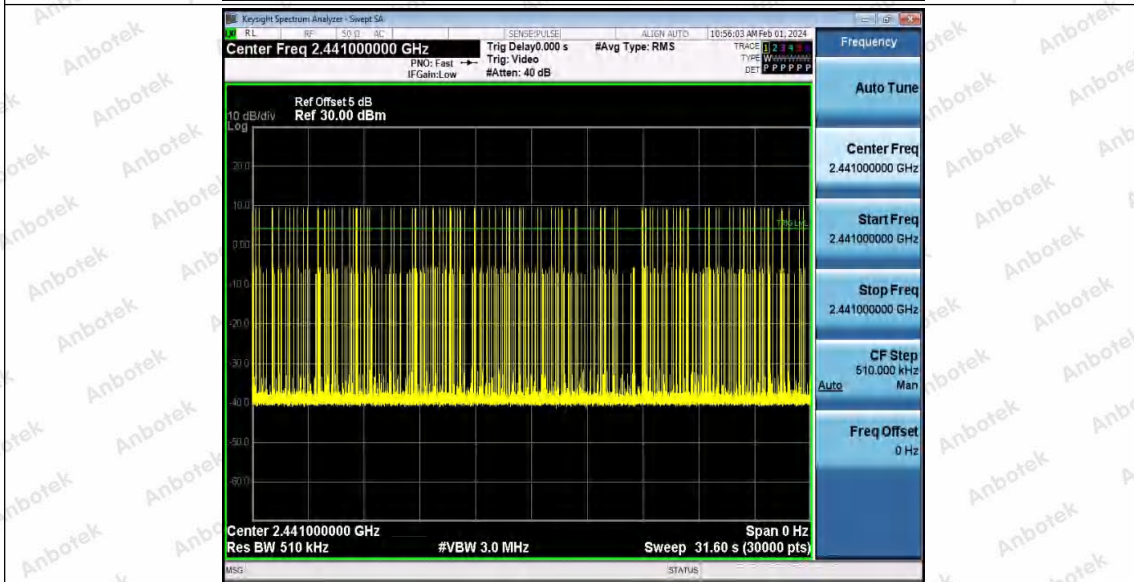 Keysight Spectrum Analyzer - Swept SA
RL RF 50 Ω AC SENSE:PULSE ALIGN AUTO 10:56:03 AM Feb 01, 2024
Center Freq 2.441000000 GHz
PNO: Fast
IFGain:Low
Trig Delay0.000 s
Trig: Video
#Atten: 40 dB
#Avg Type: RMS
TRACE 1 2 3 4 5 6
TYPE WWWWWW
DET P P P P P P
Frequency
Auto Tune
Center Freq
2.441000000 GHz
Start Freq
2.441000000 GHz
Stop Freq
2.441000000 GHz
CF Step
510.000 kHz
Auto Man
Freq Offset
0 Hz
Ref Offset 5 dB
10 dB/div Ref 30.00 dBm
Log
20.0
10.0
TRIG LVL
0.00
-10.0
-20.0
-30.0
-40.0
-50.0
-60.0
Center 2.441000000 GHz Span 0 Hz
Res BW 510 kHz #VBW 3.0 MHz Sweep 31.60 s (30000 pts)
MSG STATUS
Anbotek